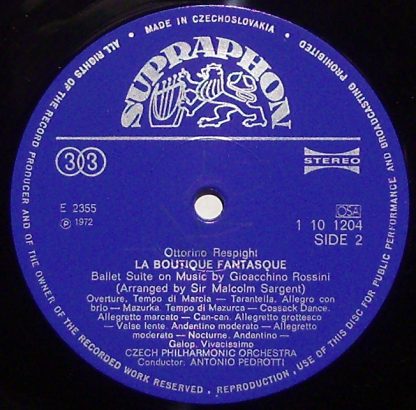 MADE IN CZECHOSLOVAKIA
ALL RIGHTS OF THE RECORD PRODUCER AND OF THE OWNER OF THE RECORDED WORK RESERVED, REPRODUCTION, USE OF THIS DISC FOR PUBLIC PERFORMANCE AND BROADCASTING PROHIBITED
SUPRAPHON
33
STEREO
E 2355
℗ 1972
OSA
1 10 1204
SIDE 2
Ottorino Respighi
LA BOUTIQUE FANTASQUE
Ballet Suite on Music by Gioacchino Rossini
(Arranged by Sir Malcolm Sargent)
Overture, Tempo di Marcia — Tarantella, Allegro con
brio — Mazurka, Tempo di Mazurca — Cossack Dance,
Allegretto marcato — Can-can, Allegretto grottesco
— Valse lente, Andantino moderato — Allegretto
moderato — Nocturne, Andantino —
Galop, Vivacissimo
CZECH PHILHARMONIC ORCHESTRA
Conductor: ANTONIO PEDROTTI